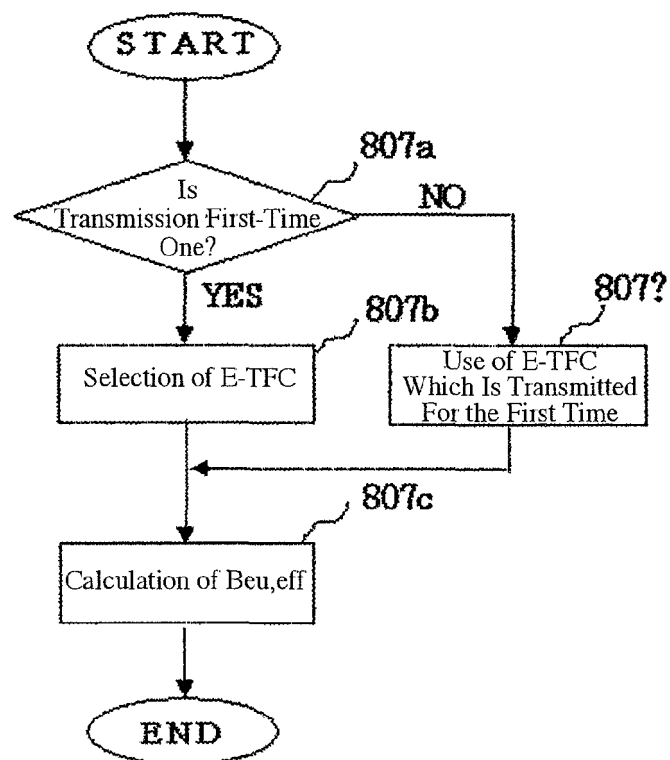 START
807a
Is
Transmission First-Time
One?
NO
YES
807b
807?
Selection of E-TFC
Use of E-TFC
Which Is Transmitted
For the First Time
807c
Calculation of Beu,eff
END